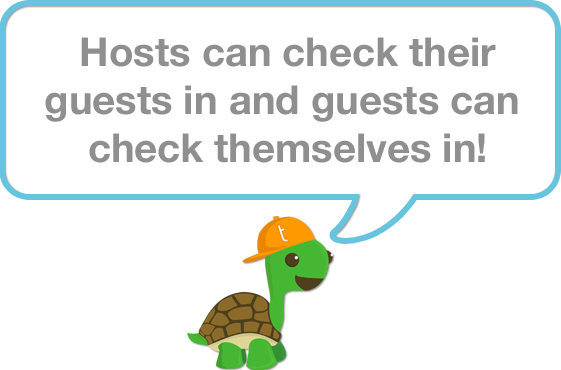 Hosts can check their
guests in and guests can
check themselves in!
t